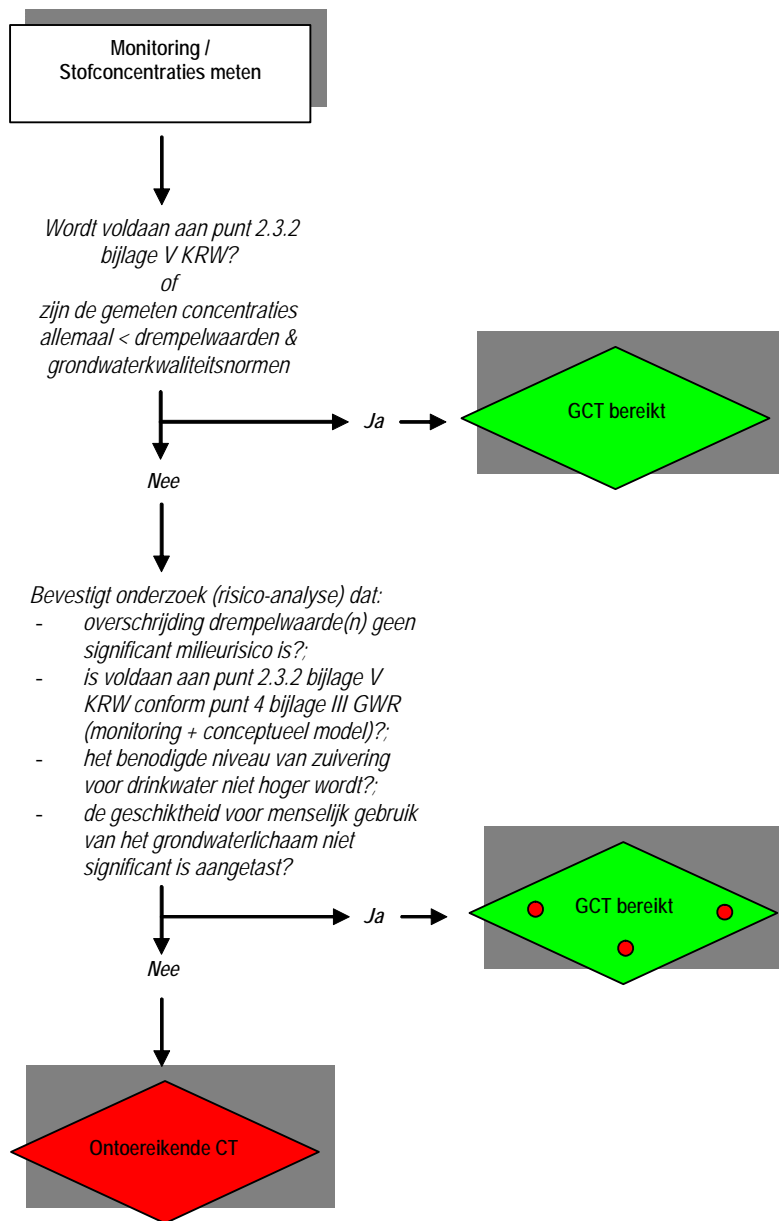 Monitoring /
Stofconcentraties meten
Wordt voldaan aan punt 2.3.2
bijlage V KRW?
of
zijn de gemeten concentraties
allemaal < drempelwaarden &
grondwaterkwaliteitsnormen
Ja
GCT bereikt
Nee
Bevestigt onderzoek (risico-analyse) dat:
- overschrijding drempelwaarde(n) geen
significant milieurisico is?;
- is voldaan aan punt 2.3.2 bijlage V
KRW conform punt 4 bijlage III GWR
(monitoring + conceptueel model)?;
- het benodigde niveau van zuivering
voor drinkwater niet hoger wordt?;
- de geschiktheid voor menselijk gebruik
van het grondwaterlichaam niet
significant is aangetast?
Ja
GCT bereikt
Nee
Ontoereikende CT